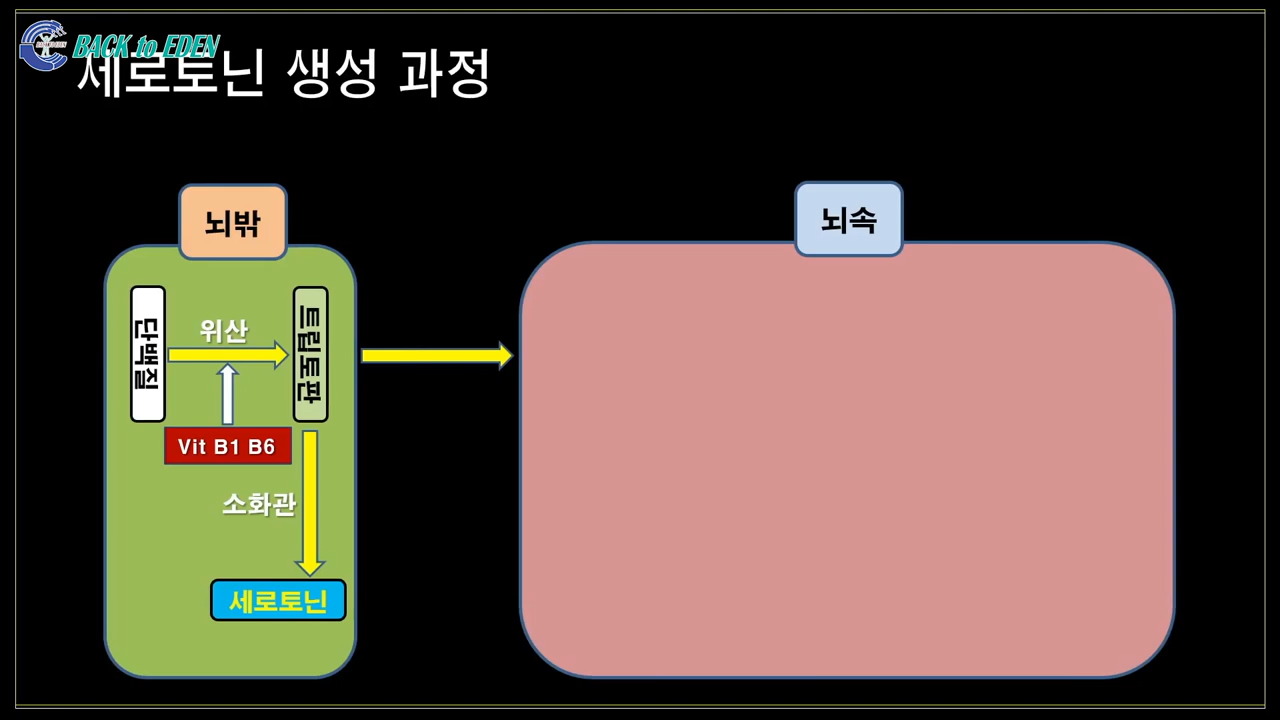 BACK to EDEN
세로토닌 생성 과정
뇌밖
뇌속
단백질
위산
트립토판
Vit B1 B6
소화관
세로토닌